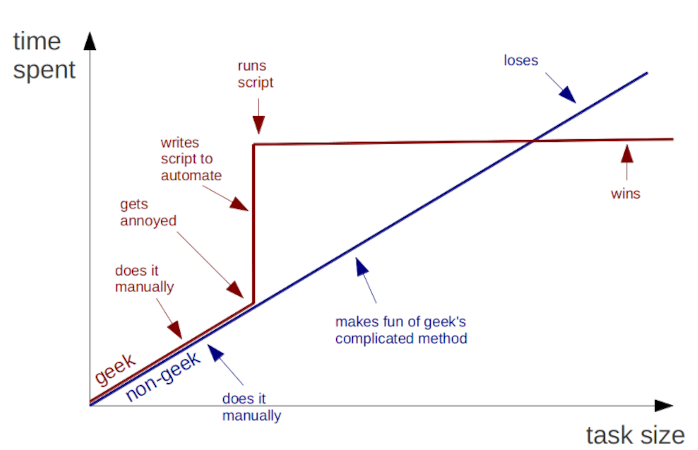 time
spent
runs
script
loses
writes
script to
automate
gets
annoyed
wins
does it
manually
makes fun of geek's
complicated method
geek
non-geek
does it
manually
task size